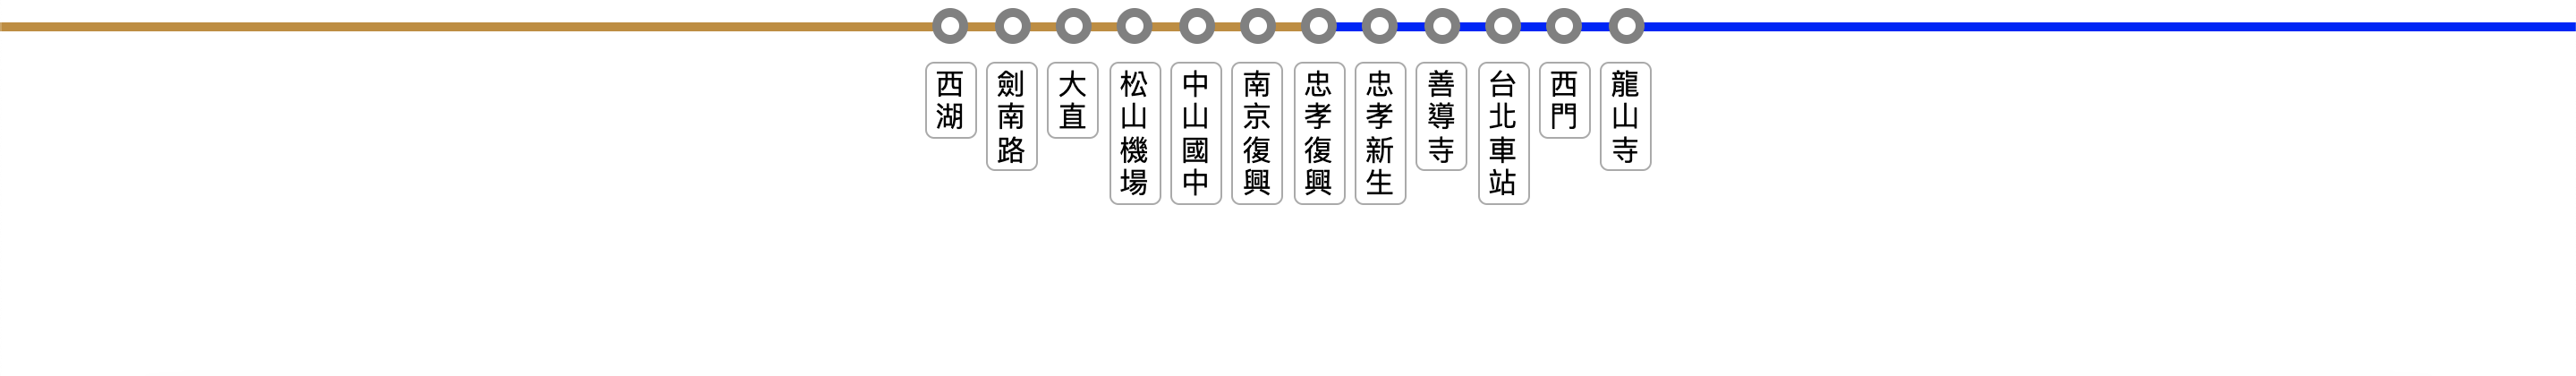 西湖
劍南路
大直
松山機場
中山國中
南京復興
忠孝復興
忠孝新生
善導寺
台北車站
西門
龍山寺